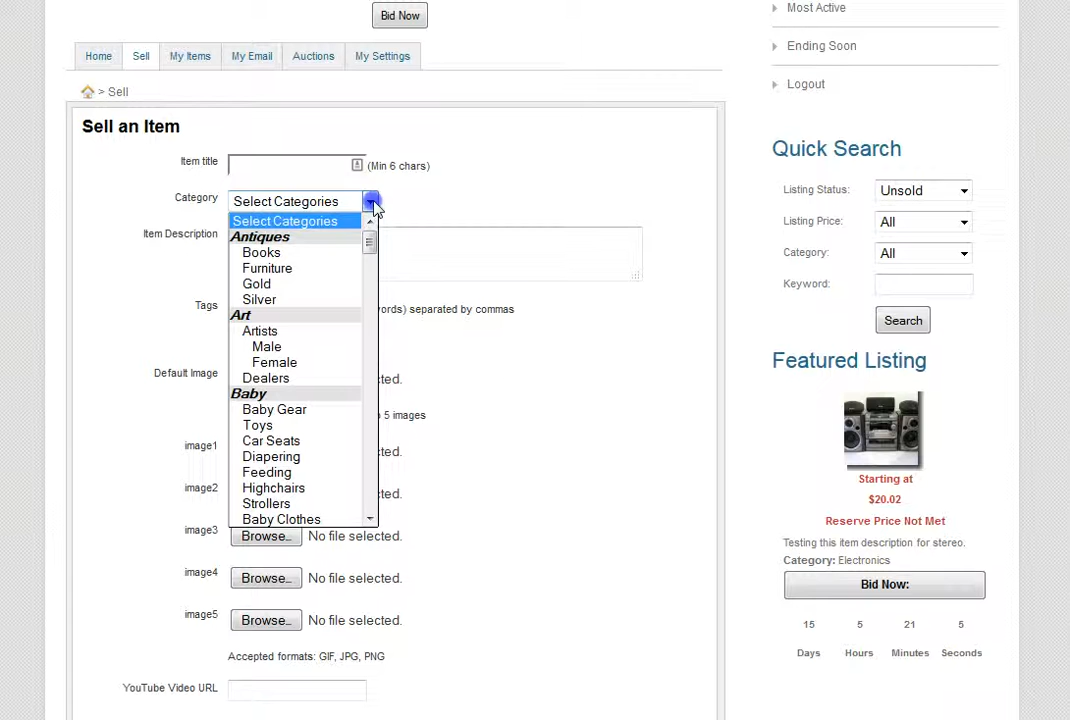 Bid Now
Home Sell My Items My Email Auctions My Settings
> Sell
Sell an Item
Item title (Min 6 chars)
Category Select Categories
Select Categories
Antiques
Books
Furniture
Gold
Silver
Art
Artists
Male
Female
Dealers
Baby
Baby Gear
Toys
Car Seats
Diapering
Feeding
Highchairs
Strollers
Baby Clothes
Item Description
Tags separated by commas
Default Image
5 images
image1
image2
image3 Browse... No file selected.
image4 Browse... No file selected.
image5 Browse... No file selected.
Accepted formats: GIF, JPG, PNG
YouTube Video URL
Most Active
Ending Soon
Logout
Quick Search
Listing Status: Unsold
Listing Price: All
Category: All
Keyword:
Search
Featured Listing
Starting at
$20.02
Reserve Price Not Met
Testing this item description for stereo.
Category: Electronics
Bid Now:
15 5 21 5
Days Hours Minutes Seconds